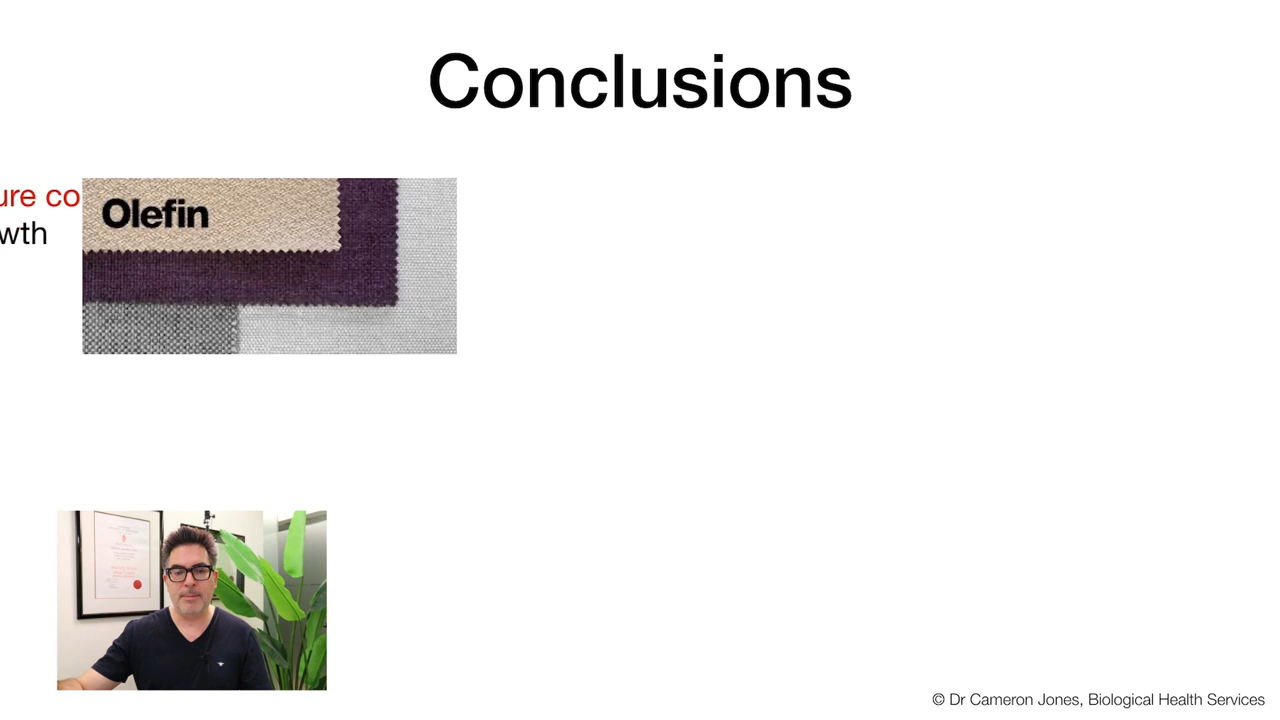 Conclusions
ure co
wth
Olefin
© Dr Cameron Jones, Biological Health Services